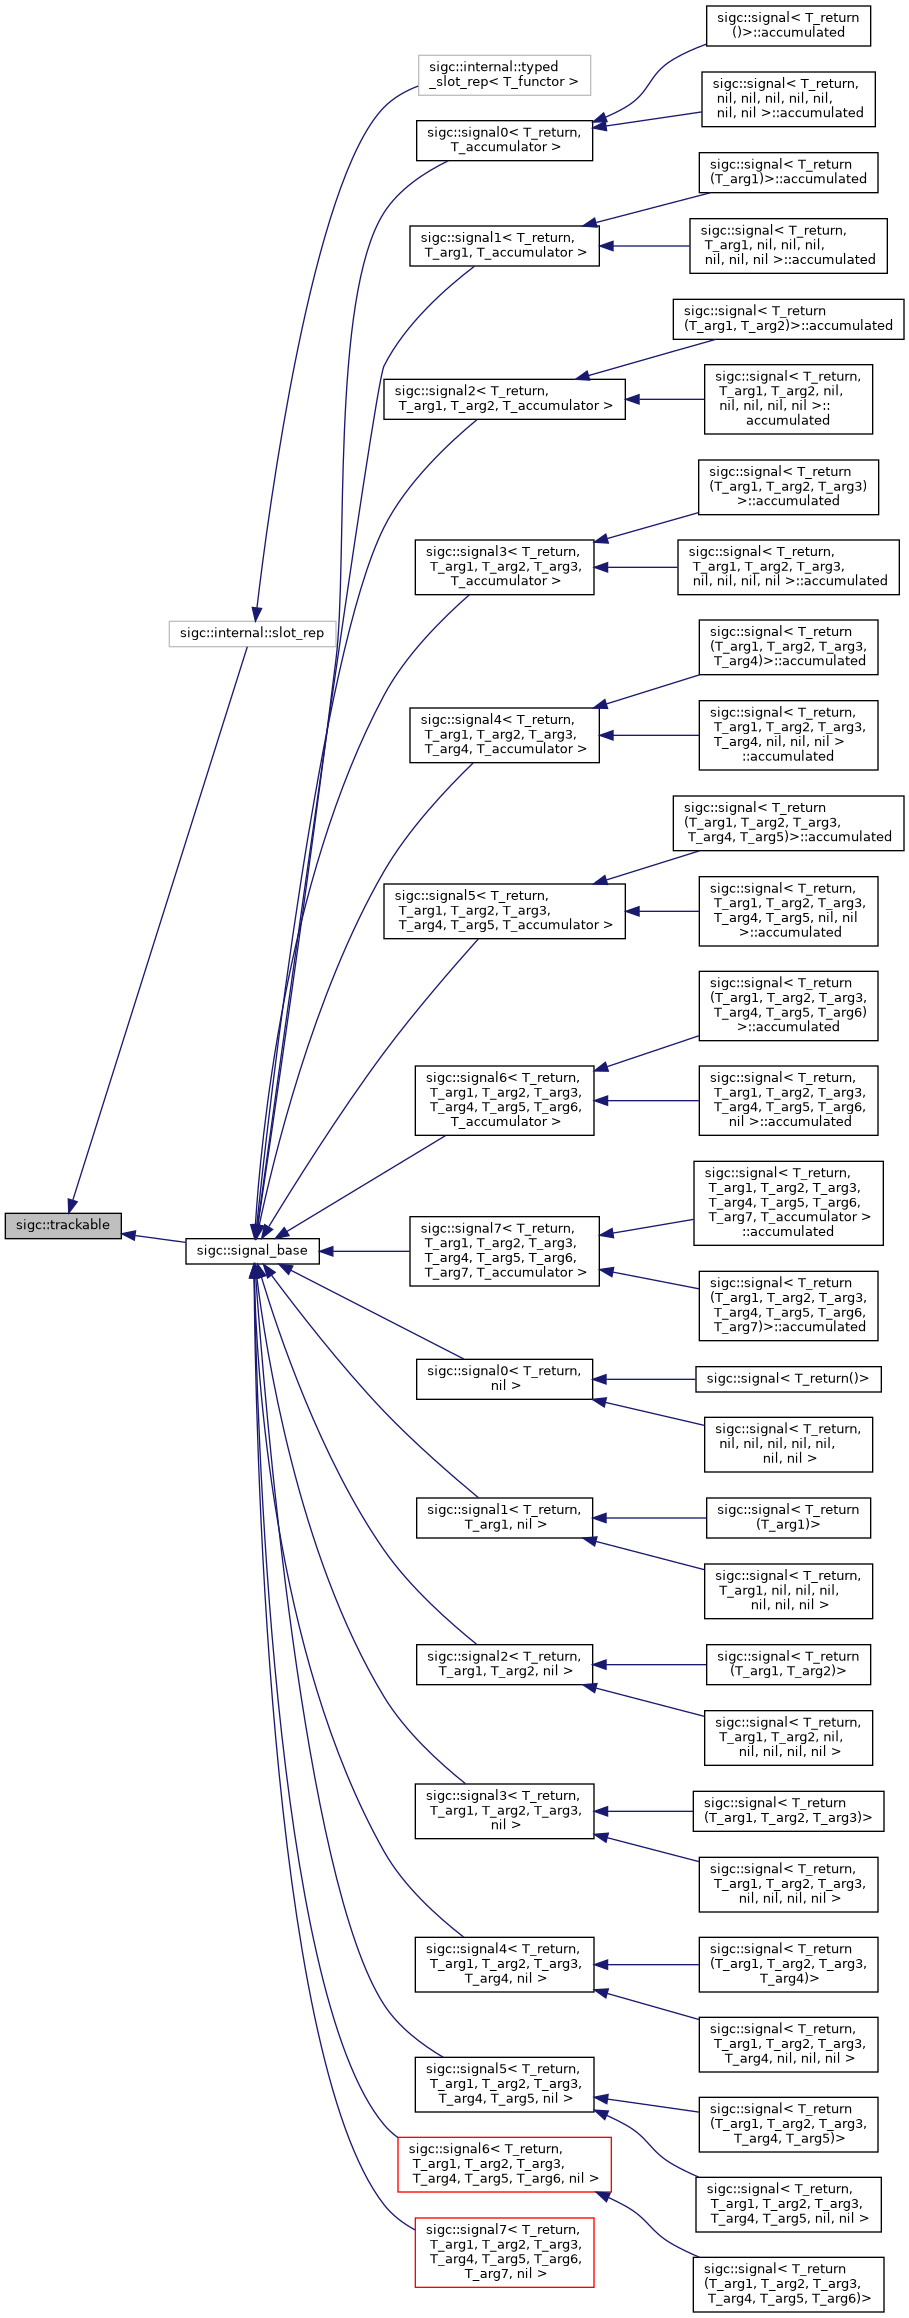 sigc::trackable
sigc::internal::slot_rep
sigc::signal_base
sigc::internal::typed
_slot_rep< T_functor >
sigc::signal0< T_return,
T_accumulator >
sigc::signal< T_return
()>::accumulated
sigc::signal< T_return,
nil, nil, nil, nil, nil,
nil, nil >::accumulated
sigc::signal1< T_return,
T_arg1, T_accumulator >
sigc::signal< T_return
(T_arg1)>::accumulated
sigc::signal< T_return,
T_arg1, nil, nil, nil,
nil, nil, nil >::accumulated
sigc::signal2< T_return,
T_arg1, T_arg2, T_accumulator >
sigc::signal< T_return
(T_arg1, T_arg2)>::accumulated
sigc::signal< T_return,
T_arg1, T_arg2, nil,
nil, nil, nil, nil >::
accumulated
sigc::signal3< T_return,
T_arg1, T_arg2, T_arg3,
T_accumulator >
sigc::signal< T_return
(T_arg1, T_arg2, T_arg3)
>::accumulated
sigc::signal< T_return,
T_arg1, T_arg2, T_arg3,
nil, nil, nil, nil >::accumulated
sigc::signal4< T_return,
T_arg1, T_arg2, T_arg3,
T_arg4, T_accumulator >
sigc::signal< T_return
(T_arg1, T_arg2, T_arg3,
T_arg4)>::accumulated
sigc::signal< T_return,
T_arg1, T_arg2, T_arg3,
T_arg4, nil, nil, nil >
::accumulated
sigc::signal5< T_return,
T_arg1, T_arg2, T_arg3,
T_arg4, T_arg5, T_accumulator >
sigc::signal< T_return
(T_arg1, T_arg2, T_arg3,
T_arg4, T_arg5)>::accumulated
sigc::signal< T_return,
T_arg1, T_arg2, T_arg3,
T_arg4, T_arg5, nil, nil
>::accumulated
sigc::signal6< T_return,
T_arg1, T_arg2, T_arg3,
T_arg4, T_arg5, T_arg6,
T_accumulator >
sigc::signal< T_return
(T_arg1, T_arg2, T_arg3,
T_arg4, T_arg5, T_arg6)
>::accumulated
sigc::signal< T_return,
T_arg1, T_arg2, T_arg3,
T_arg4, T_arg5, T_arg6,
nil >::accumulated
sigc::signal7< T_return,
T_arg1, T_arg2, T_arg3,
T_arg4, T_arg5, T_arg6,
T_arg7, T_accumulator >
sigc::signal< T_return,
T_arg1, T_arg2, T_arg3,
T_arg4, T_arg5, T_arg6,
T_arg7, T_accumulator >
::accumulated
sigc::signal< T_return
(T_arg1, T_arg2, T_arg3,
T_arg4, T_arg5, T_arg6,
T_arg7)>::accumulated
sigc::signal0< T_return,
nil >
sigc::signal< T_return()>
sigc::signal< T_return,
nil, nil, nil, nil, nil,
nil, nil >
sigc::signal1< T_return,
T_arg1, nil >
sigc::signal< T_return
(T_arg1)>
sigc::signal< T_return,
T_arg1, nil, nil, nil,
nil, nil, nil >
sigc::signal2< T_return,
T_arg1, T_arg2, nil >
sigc::signal< T_return
(T_arg1, T_arg2)>
sigc::signal< T_return,
T_arg1, T_arg2, nil,
nil, nil, nil, nil >
sigc::signal3< T_return,
T_arg1, T_arg2, T_arg3,
nil >
sigc::signal< T_return
(T_arg1, T_arg2, T_arg3)>
sigc::signal< T_return,
T_arg1, T_arg2, T_arg3,
nil, nil, nil, nil >
sigc::signal4< T_return,
T_arg1, T_arg2, T_arg3,
T_arg4, nil >
sigc::signal< T_return
(T_arg1, T_arg2, T_arg3,
T_arg4)>
sigc::signal< T_return,
T_arg1, T_arg2, T_arg3,
T_arg4, nil, nil, nil >
sigc::signal5< T_return,
T_arg1, T_arg2, T_arg3,
T_arg4, T_arg5, nil >
sigc::signal< T_return
(T_arg1, T_arg2, T_arg3,
T_arg4, T_arg5)>
sigc::signal< T_return,
T_arg1, T_arg2, T_arg3,
T_arg4, T_arg5, nil, nil >
sigc::signal6< T_return,
T_arg1, T_arg2, T_arg3,
T_arg4, T_arg5, T_arg6, nil >
sigc::signal< T_return
(T_arg1, T_arg2, T_arg3,
T_arg4, T_arg5, T_arg6)>
sigc::signal7< T_return,
T_arg1, T_arg2, T_arg3,
T_arg4, T_arg5, T_arg6,
T_arg7, nil >